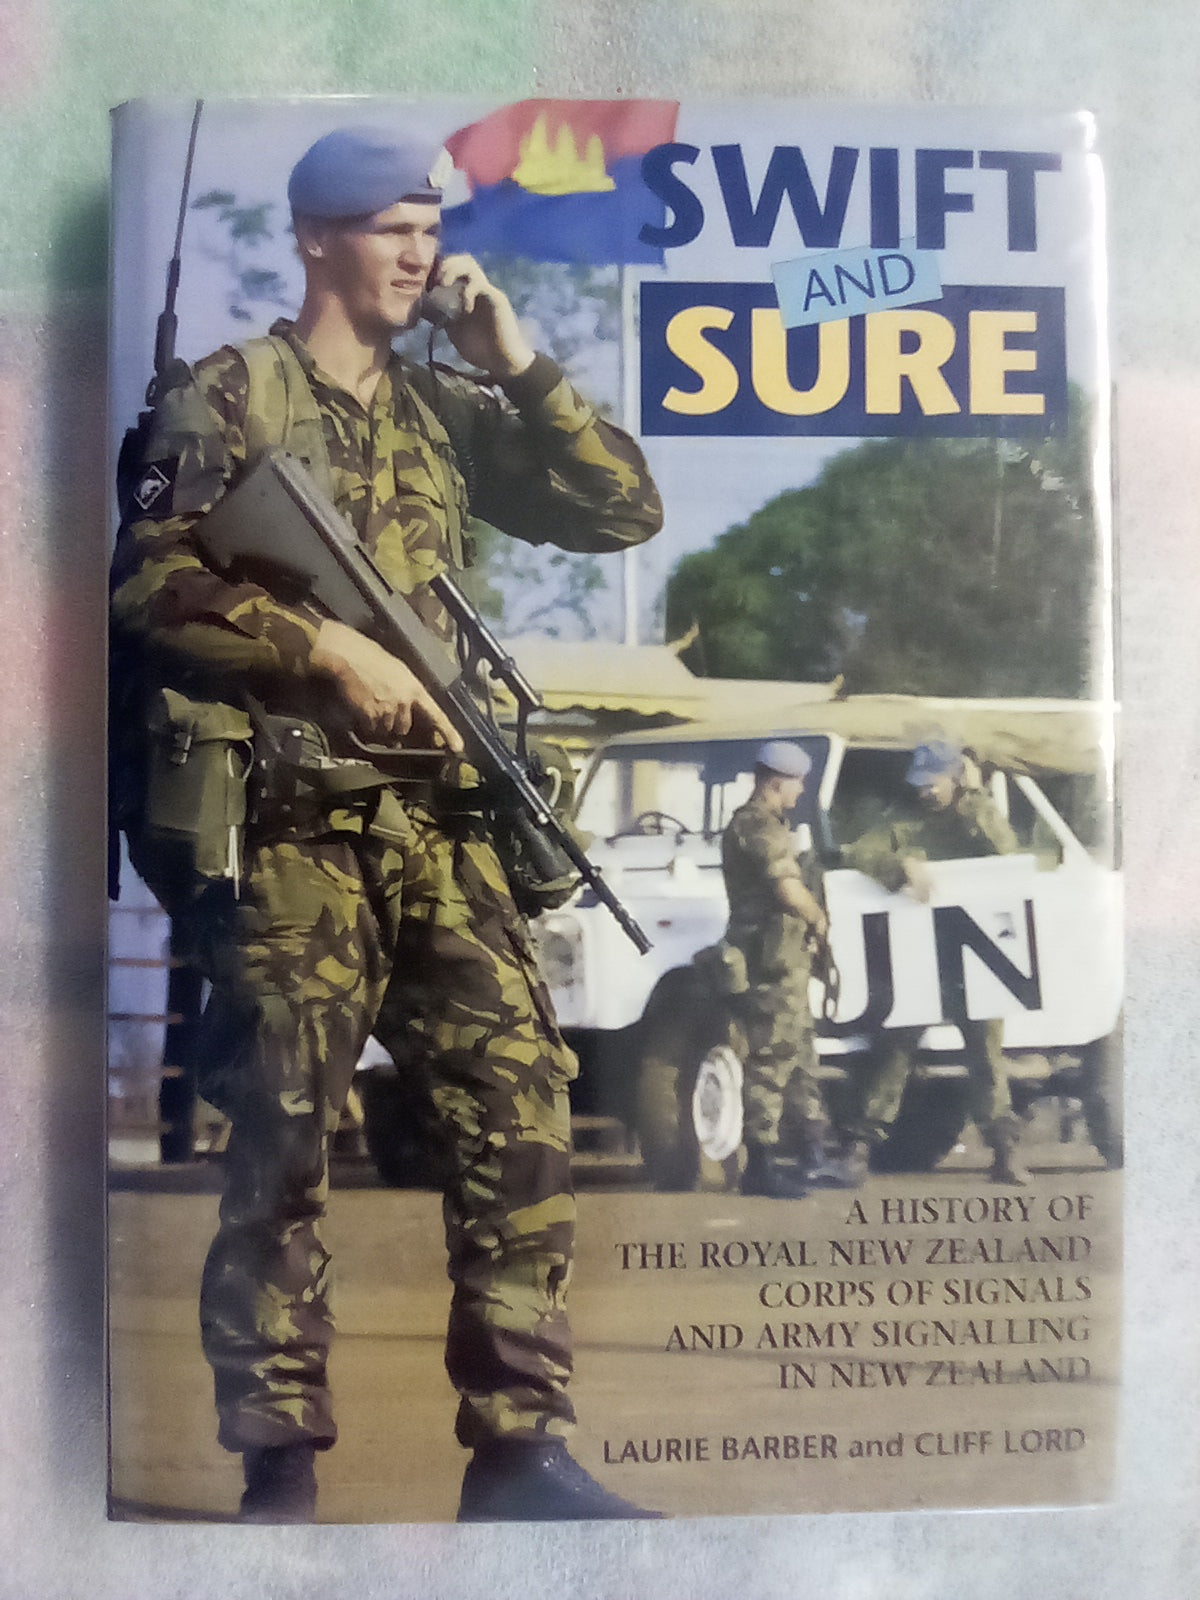 SWIFT
AND
SURE
UN
A HISTORY OF
THE ROYAL NEW ZEALAND
CORPS OF SIGNALS
AND ARMY SIGNALLING
IN NEW ZEALAND
LAURIE BARBER and CLIFF LORD